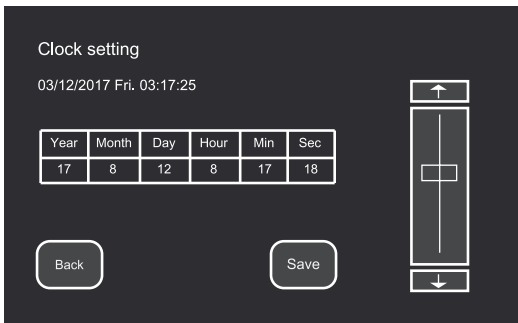 Clock setting
03/12/2017 Fri. 03:17:25
Year Month Day Hour Min Sec
17 8 12 8 17 18
Back Save